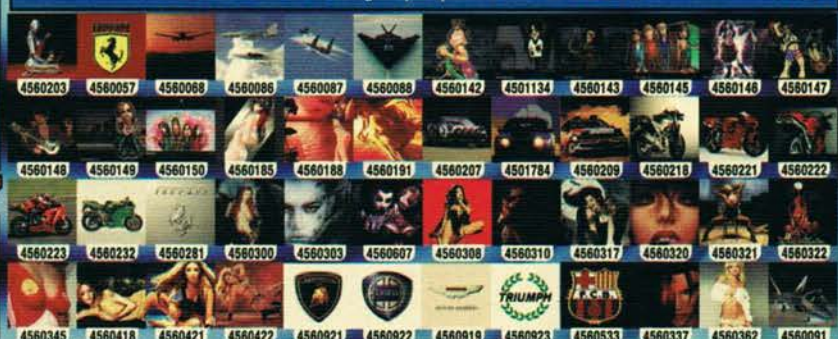 4560203 4560057 4560068 4560086 4560087 4560088 4560142 4501134 4560143 4560145 4560146 4560147
4560148 4560149 4560150 4560185 4560188 4560191 4560207 4501784 4560209 4560218 4560221 4560222
Ferrari
4560223 4560232 4560281 4560300 4560303 4560607 4560308 4560310 4560317 4560320 4560321 4560322
TRIUMPH
F.C.B.
4560345 4560418 4560421 4560422 4560921 4560922 4560919 4560923 4560533 4560337 4560362 4560091